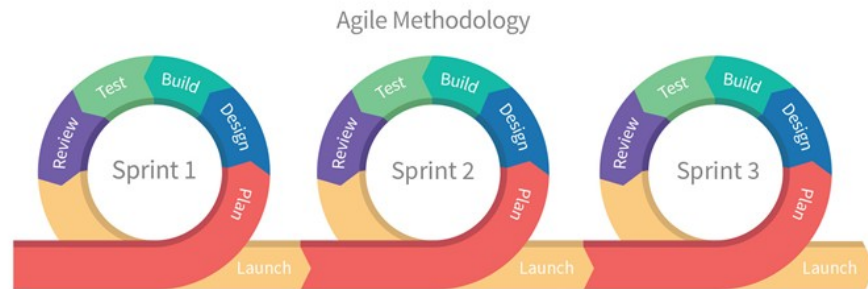 Agile Methodology
Plan
Design
Build
Test
Review
Sprint 1
Launch
Plan
Design
Build
Test
Review
Sprint 2
Launch
Plan
Design
Build
Test
Review
Sprint 3
Launch